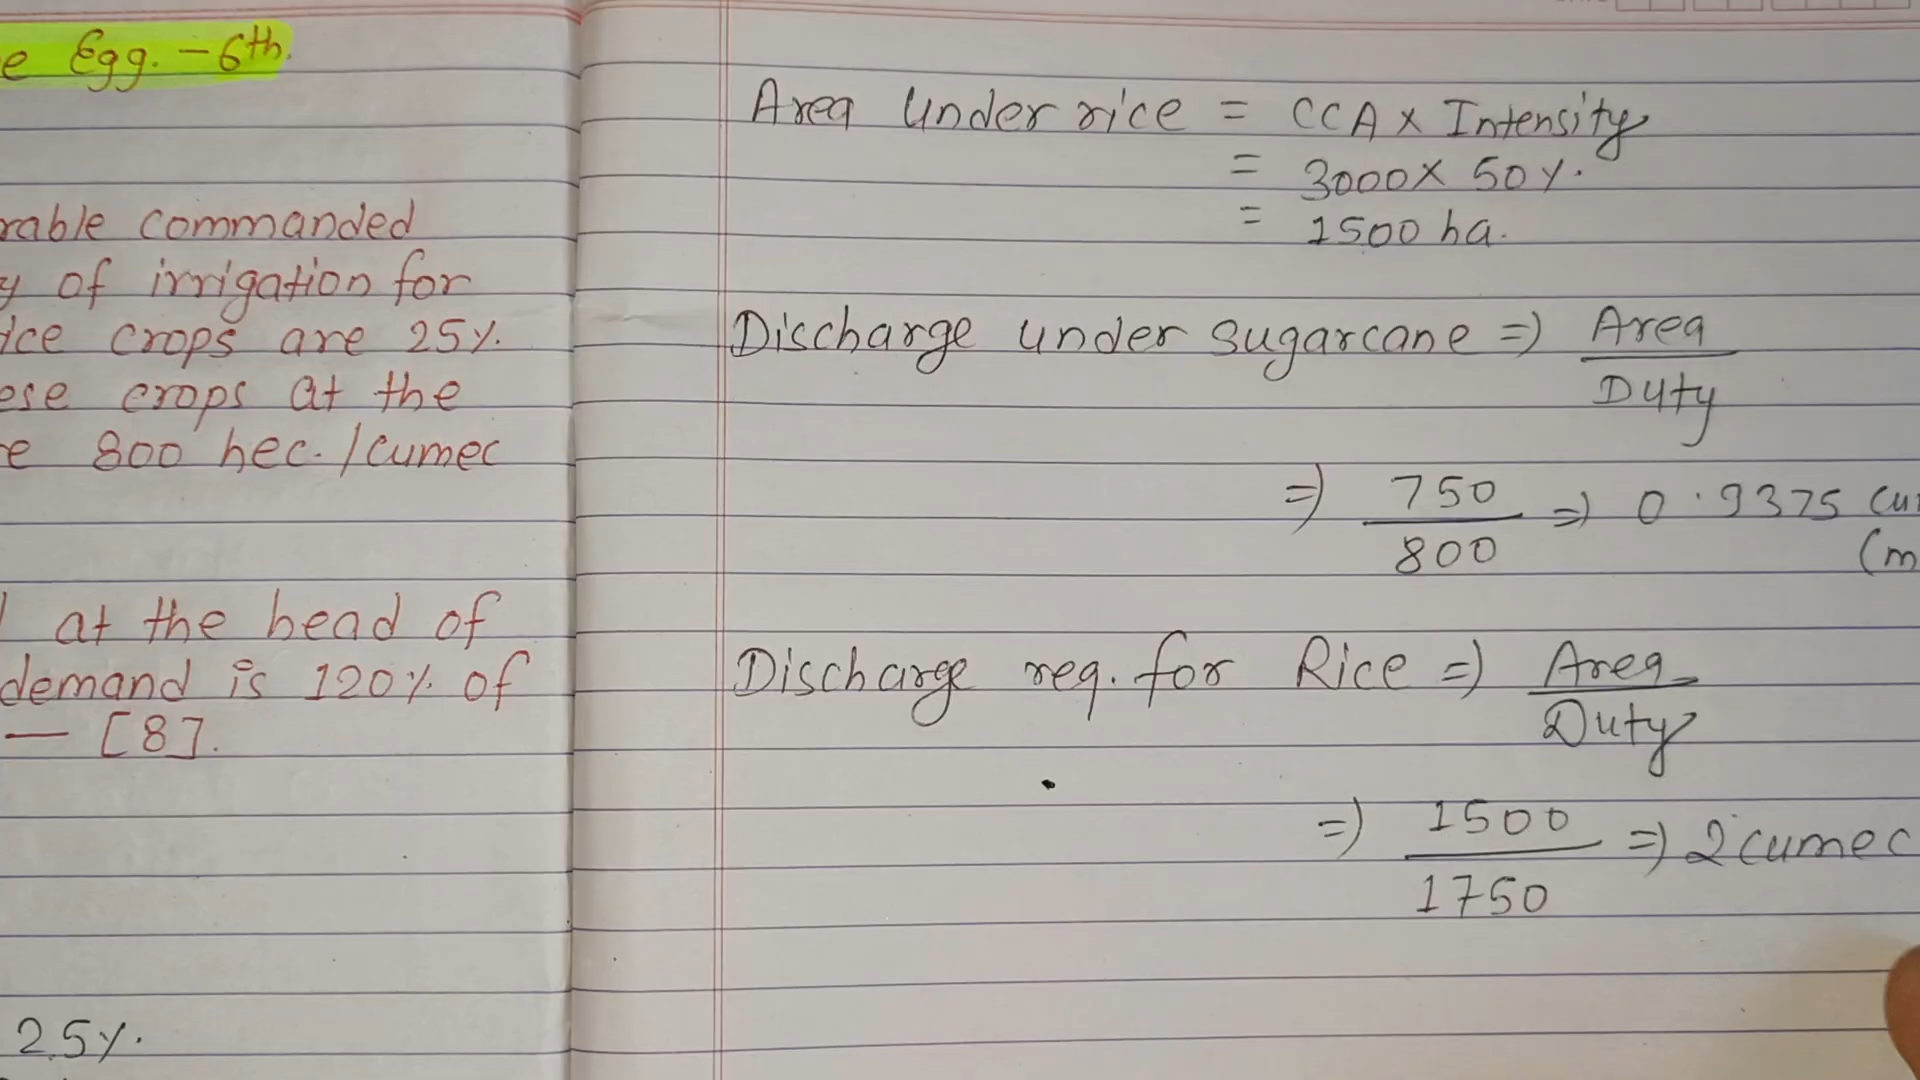 e Egg. - 6th.
rable commanded
y of irrigation for
ice crops are 25%.
ose crops at the
e 800 hec. / cumec
at the head of
demand is 120% of
— [8].
25%.
Area Under rice = CCA x Intensity
= 3000 x 50%.
= 1500 ha.
Discharge under sugarcane => Area
Duty
=> 750 => 0.9375 cu
800 (m
Discharge req. for Rice => Area
Duty
=> 1500 => 2 cumec
1750